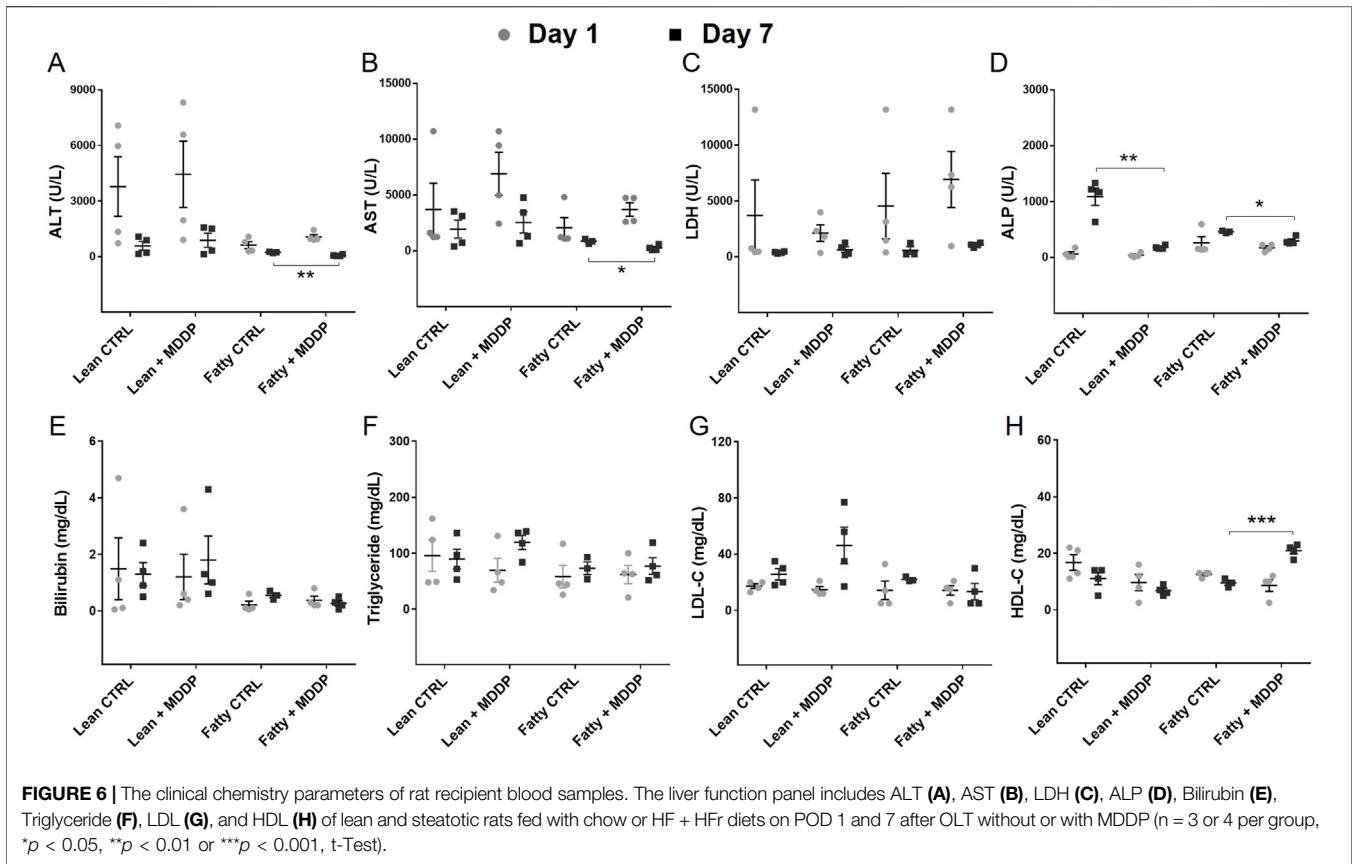 Day 1 Day 7
A
9000
6000
3000
0
ALT (U/L)
Lean CTRL
Lean + MDDP
Fatty CTRL
Fatty + MDDP
**
B
15000
10000
5000
0
AST (U/L)
Lean CTRL
Lean + MDDP
Fatty CTRL
Fatty + MDDP
*
C
15000
10000
5000
0
LDH (U/L)
Lean CTRL
Lean + MDDP
Fatty CTRL
Fatty + MDDP
D
3000
2000
1000
0
ALP (U/L)
**
*
Lean CTRL
Lean + MDDP
Fatty CTRL
Fatty + MDDP
E
6
4
2
0
Bilirubin (mg/dL)
Lean CTRL
Lean + MDDP
Fatty CTRL
Fatty + MDDP
F
300
200
100
0
Triglyceride (mg/dL)
Lean CTRL
Lean + MDDP
Fatty CTRL
Fatty + MDDP
G
120
80
40
0
LDL-C (mg/dL)
Lean CTRL
Lean + MDDP
Fatty CTRL
Fatty + MDDP
H
60
40
20
0
HDL-C (mg/dL)
***
Lean CTRL
Lean + MDDP
Fatty CTRL
Fatty + MDDP
FIGURE 6 | The clinical chemistry parameters of rat recipient blood samples. The liver function panel includes ALT (A), AST (B), LDH (C), ALP (D), Bilirubin (E),
Triglyceride (F), LDL (G), and HDL (H) of lean and steatotic rats fed with chow or HF + HFr diets on POD 1 and 7 after OLT without or with MDDP (n = 3 or 4 per group,
*p < 0.05, **p < 0.01 or ***p < 0.001, t-Test).